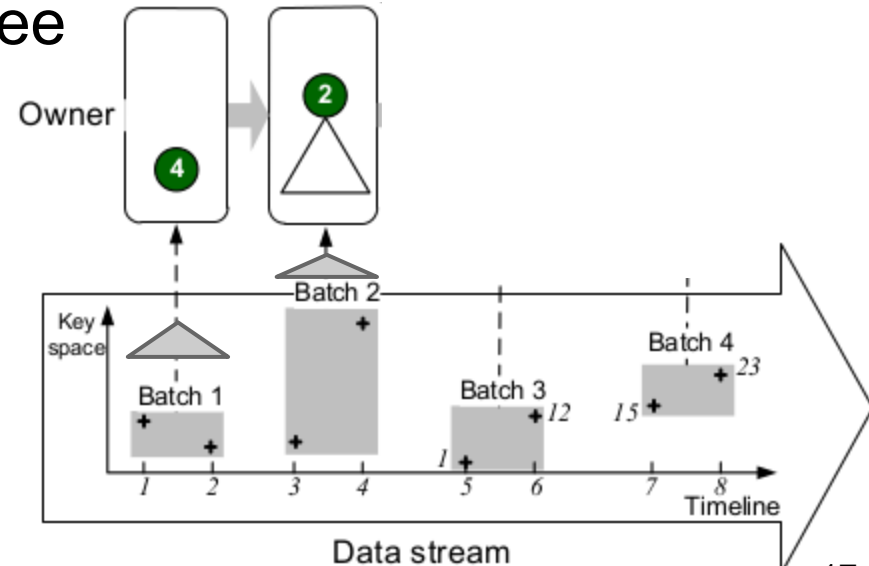 ee
Owner
4
2
Batch 2
Key
space
Batch 1
Batch 3
Batch 4
1
12
15
23
1 2 3 4 5 6 7 8
Timeline
Data stream